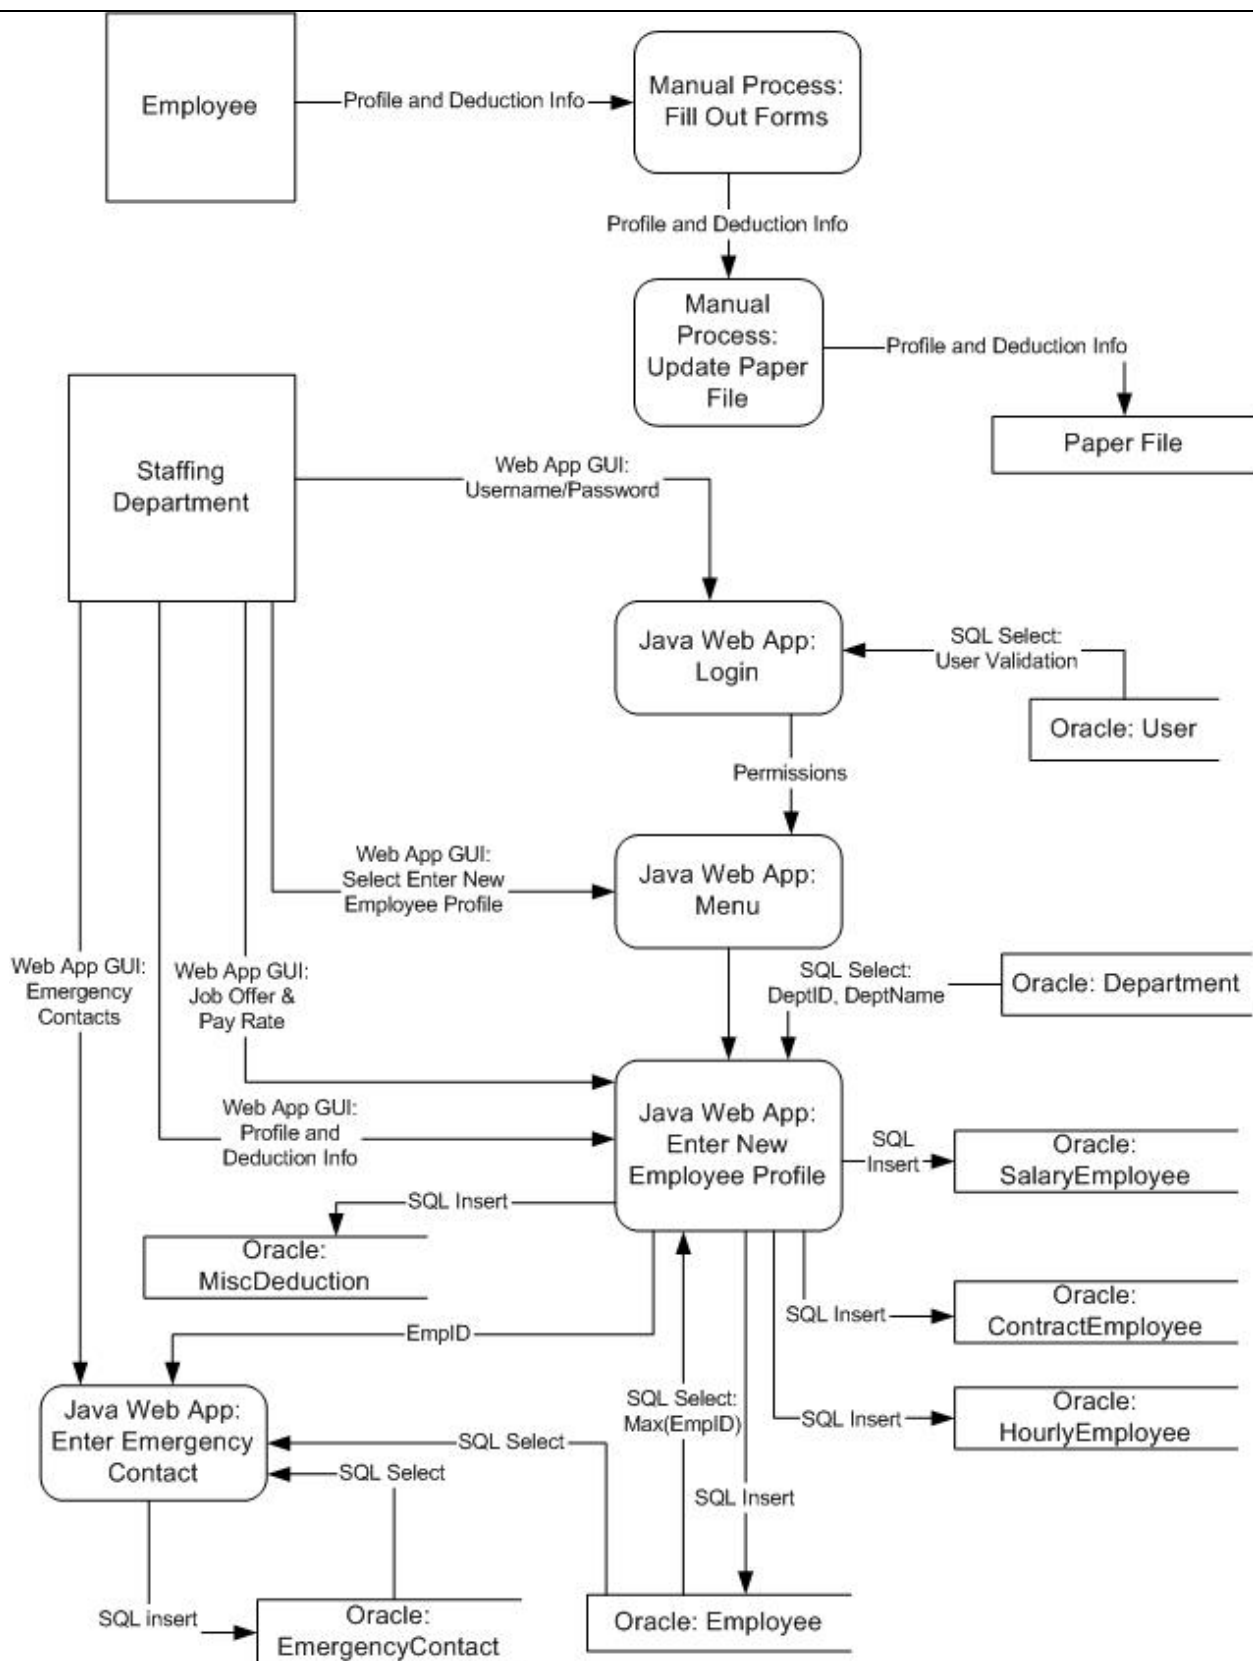 Employee
Profile and Deduction Info
Manual Process:
Fill Out Forms
Profile and Deduction Info
Manual
Process:
Update Paper
File
Profile and Deduction Info
Paper File
Staffing
Department
Web App GUI:
Username/Password
Java Web App:
Login
SQL Select:
User Validation
Oracle: User
Permissions
Web App GUI:
Select Enter New
Employee Profile
Java Web App:
Menu
Web App GUI:
Emergency
Contacts
Web App GUI:
Job Offer &
Pay Rate
SQL Select:
DeptID, DeptName
Oracle: Department
Web App GUI:
Profile and
Deduction Info
Java Web App:
Enter New
Employee Profile
SQL
Insert
Oracle:
SalaryEmployee
SQL Insert
Oracle:
MiscDeduction
SQL Insert
Oracle:
ContractEmployee
EmpID
SQL Select:
Max(EmpID)
SQL Insert
Oracle:
HourlyEmployee
Java Web App:
Enter Emergency
Contact
SQL Select
SQL Select
SQL Insert
SQL insert
Oracle:
EmergencyContact
Oracle: Employee